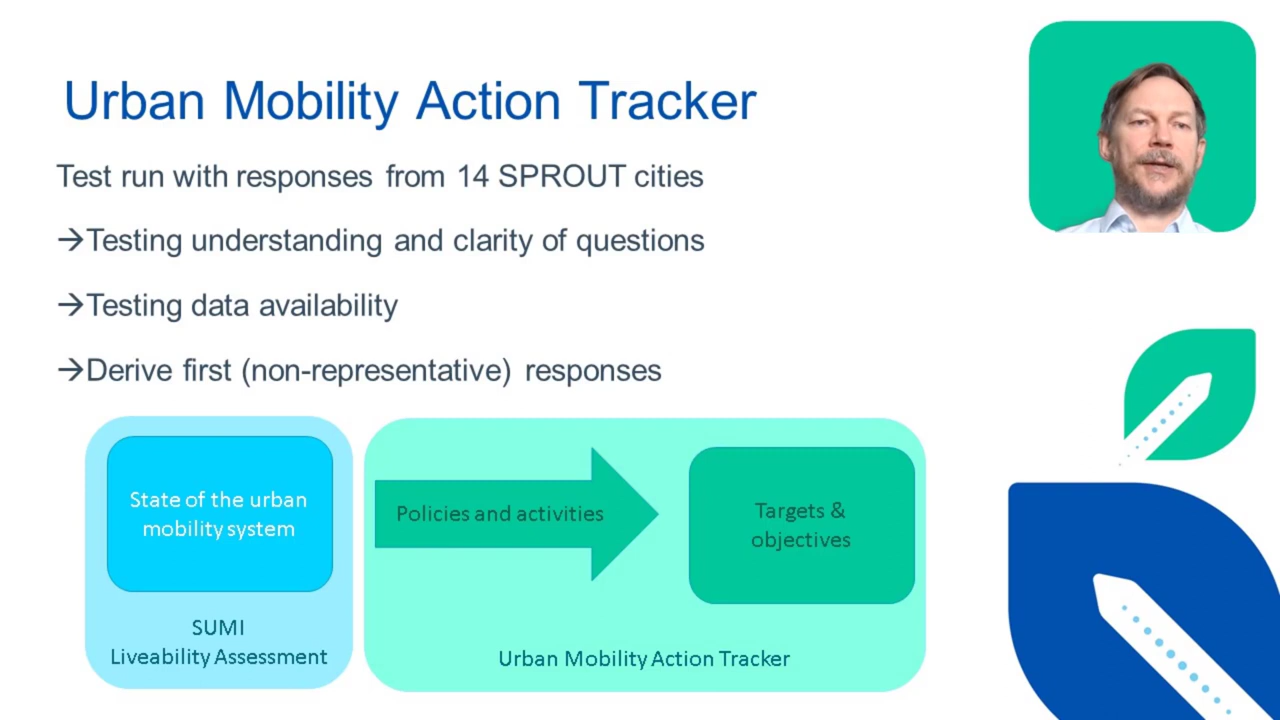 Urban Mobility Action Tracker
Test run with responses from 14 SPROUT cities
→Testing understanding and clarity of questions
→Testing data availability
→Derive first (non-representative) responses
State of the urban
mobility system
SUMI
Liveability Assessment
Policies and activities
Targets &
objectives
Urban Mobility Action Tracker